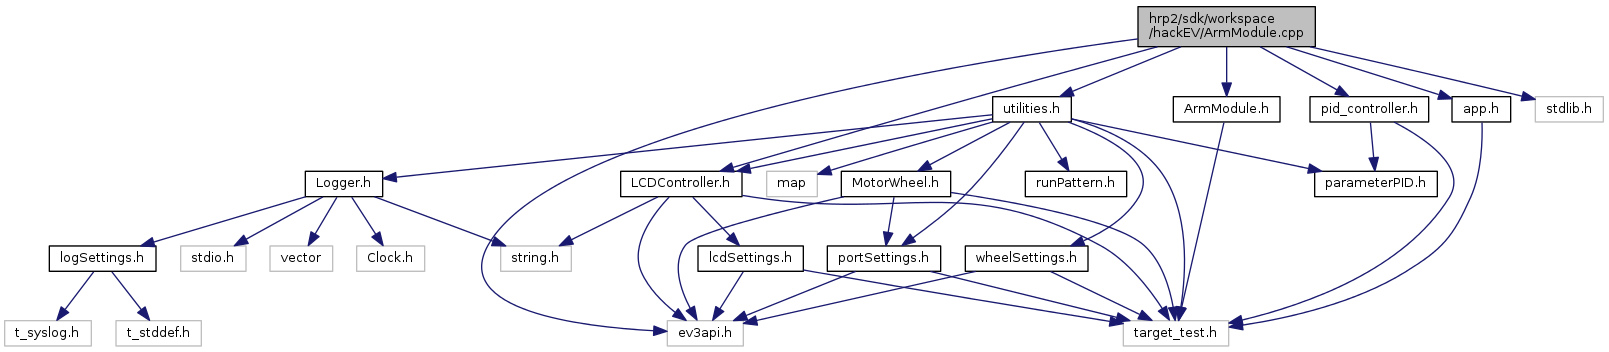 hrp2/sdk/workspace
/hackEV/ArmModule.cpp
utilities.h
ArmModule.h
pid_controller.h
app.h
stdlib.h
Logger.h
LCDController.h
map
MotorWheel.h
runPattern.h
parameterPID.h
logSettings.h
stdio.h
vector
Clock.h
string.h
lcdSettings.h
portSettings.h
wheelSettings.h
t_syslog.h
t_stddef.h
ev3api.h
target_test.h